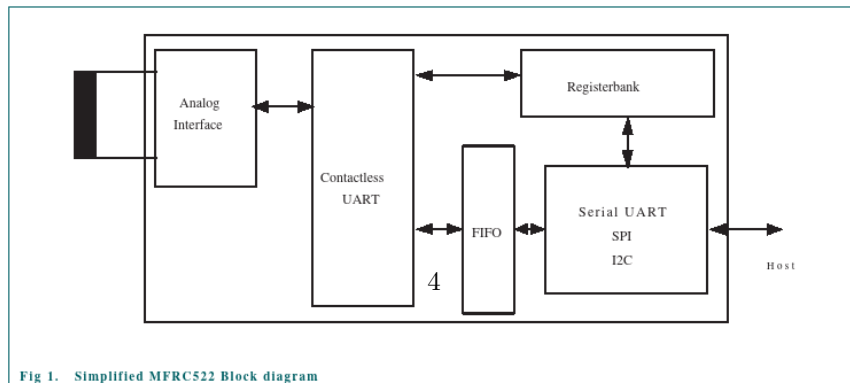 Analog
Interface
Contactless
UART
Registerbank
FIFO
4
Serial UART
SPI
I2C
Host
Fig 1. Simplified MFRC522 Block diagram